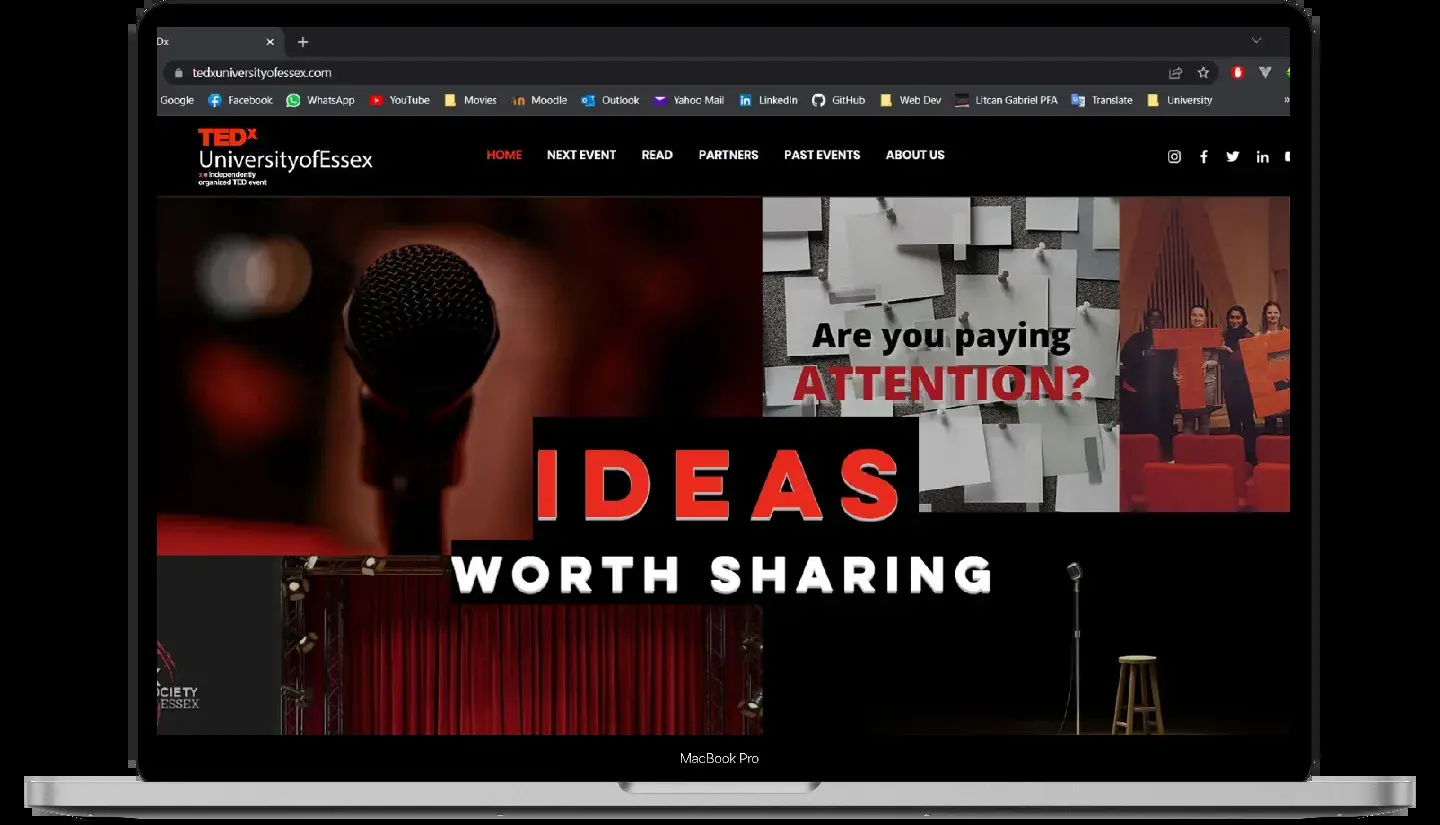 Dx
tedxuniversityofessex.com
Google Facebook WhatsApp YouTube Movies Moodle Outlook Yahoo Mail LinkedIn GitHub Web Dev Litcan Gabriel PFA Translate University »
TEDx
UniversityofEssex
x = independently
organized TED event
HOME NEXT EVENT READ PARTNERS PAST EVENTS ABOUT US
Are you paying
ATTENTION?
TE
IDEAS
WORTH SHARING
OCIETY
ESSEX
MacBook Pro